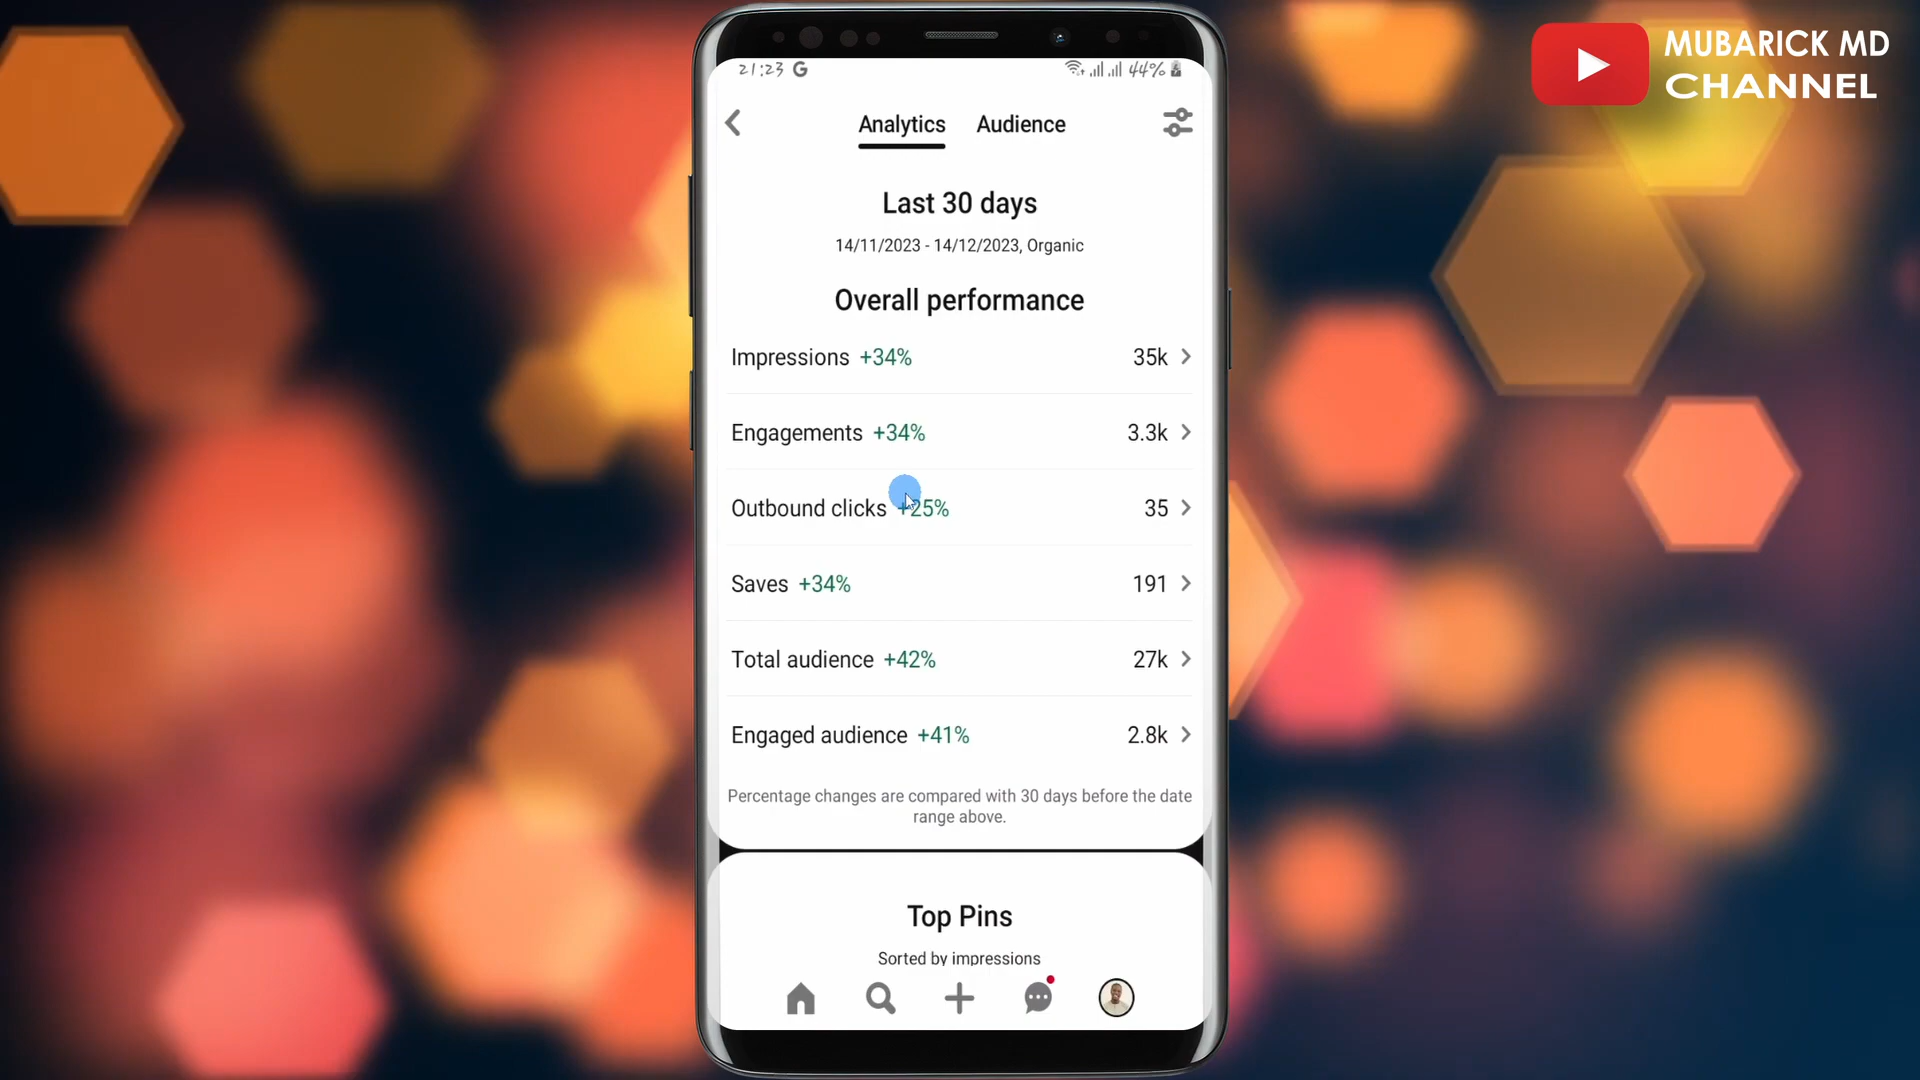 MUBARICK MD
CHANNEL
21:23 G
44%
Analytics Audience
Last 30 days
14/11/2023 - 14/12/2023, Organic
Overall performance
Impressions +34% 35k
Engagements +34% 3.3k
Outbound clicks +25% 35
Saves +34% 191
Total audience +42% 27k
Engaged audience +41% 2.8k
Percentage changes are compared with 30 days before the date
range above.
Top Pins
Sorted by impressions